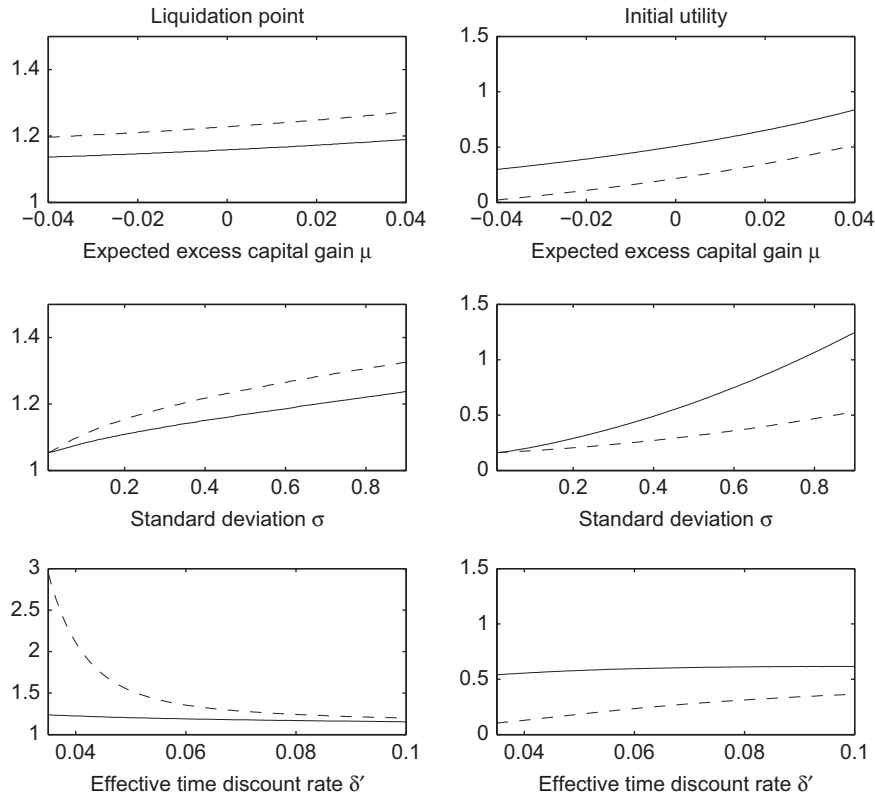 Liquidation point
1.4
1.2
1
−0.04 −0.02 0 0.02 0.04
Expected excess capital gain μ
Initial utility
1.5
1
0.5
0
−0.04 −0.02 0 0.02 0.04
Expected excess capital gain μ
1.4
1.2
1
0.2 0.4 0.6 0.8
Standard deviation σ
1.5
1
0.5
0
0.2 0.4 0.6 0.8
Standard deviation σ
3
2.5
2
1.5
1
0.04 0.06 0.08 0.1
Effective time discount rate δ′
1.5
1
0.5
0
0.04 0.06 0.08 0.1
Effective time discount rate δ′